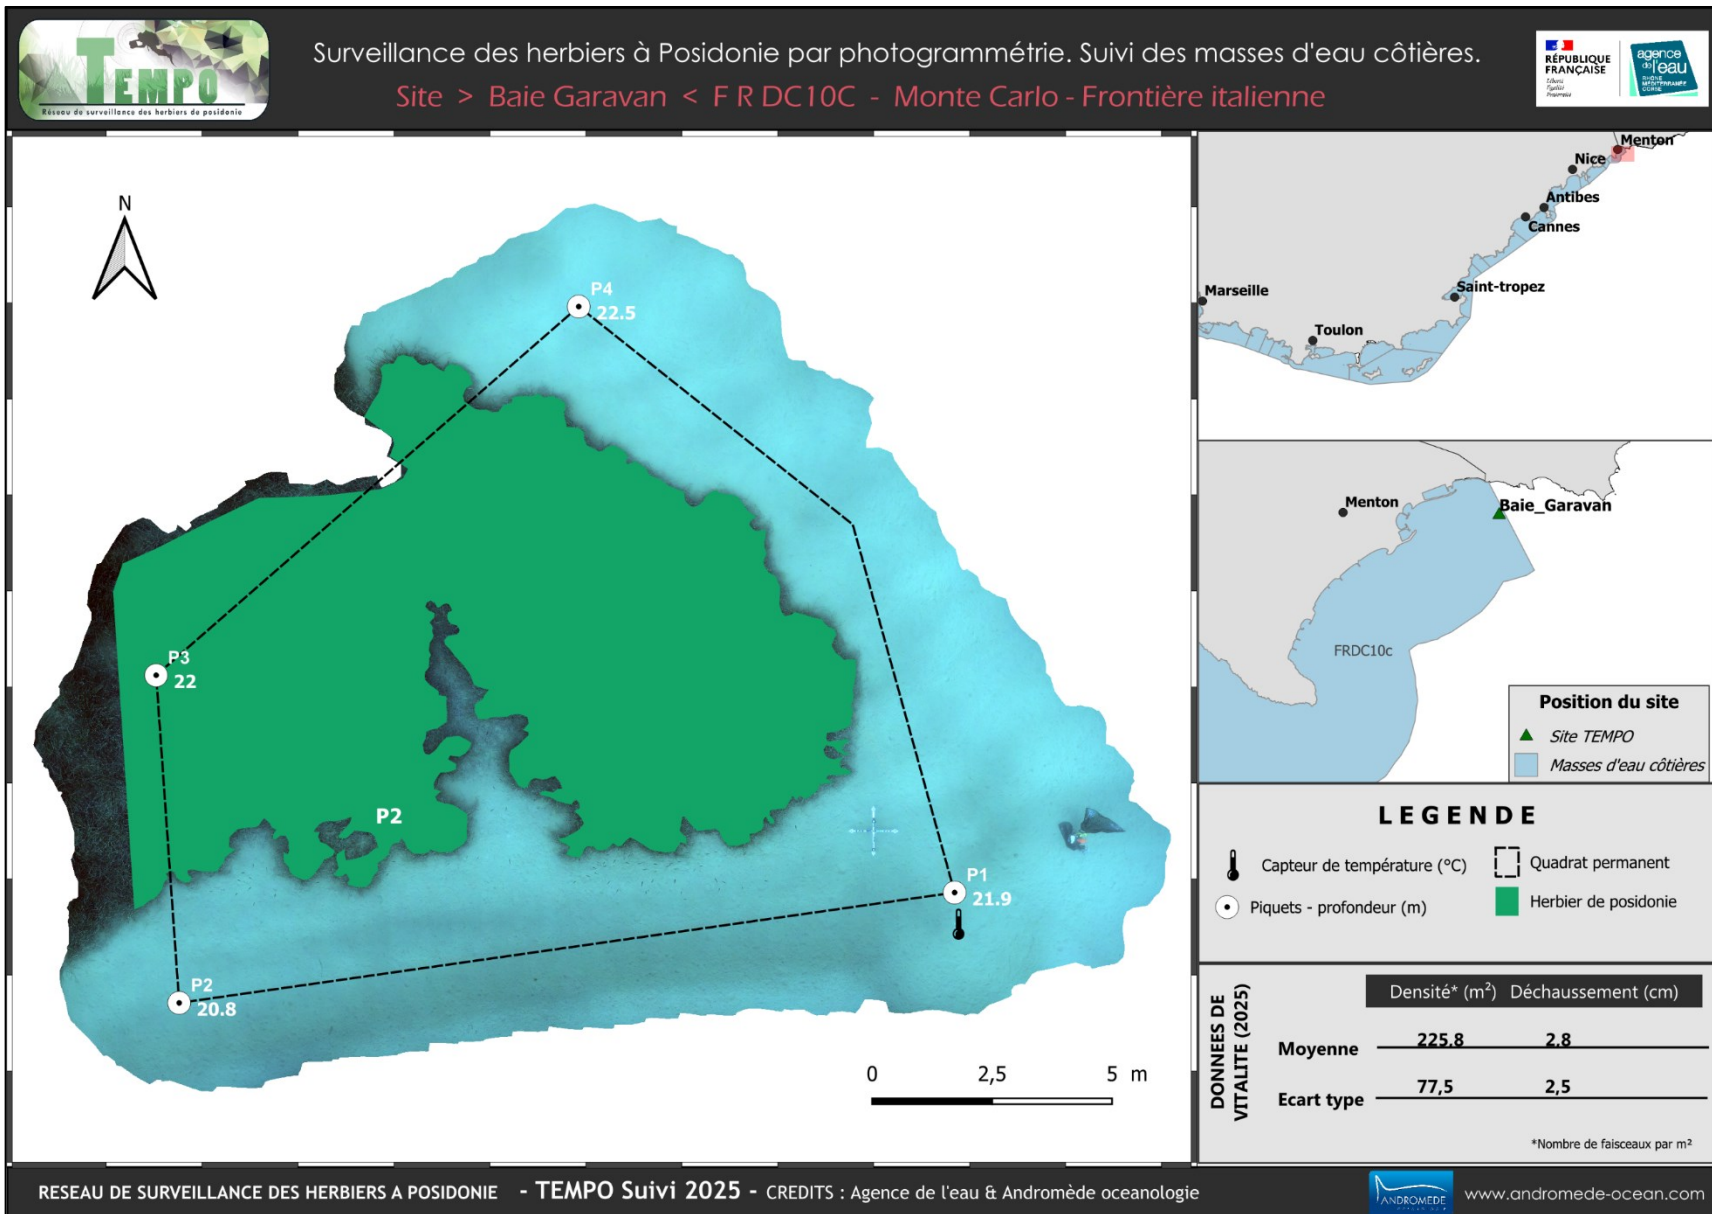 TEMPO
Réseau de surveillance des herbiers de posidonie
Surveillance des herbiers à Posidonie par photogrammétrie. Suivi des masses d'eau côtières.
Site > Baie Garavan < F R DC10C - Monte Carlo - Frontière italienne
RÉPUBLIQUE
FRANÇAISE
Liberté
Égalité
Fraternité
agence
de l'eau
RHÔNE
MÉDITERRANÉE
CORSE
N
P4
22.5
P3
22
P2
P1
21.9
P2
20.8
0 2,5 5 m
Menton
Nice
Antibes
Cannes
Saint-tropez
Marseille
Toulon
Menton
Baie_Garavan
FRDC10c
Position du site
Site TEMPO
Masses d'eau côtières
LEGENDE
Capteur de température (°C)
Quadrat permanent
Piquets - profondeur (m)
Herbier de posidonie
DONNEES DE
VITALITE (2025)
Densité* (m²) Déchaussement (cm)
Moyenne 225,8 2,8
Ecart type 77,5 2,5
*Nombre de faisceaux par m²
RESEAU DE SURVEILLANCE DES HERBIERS A POSIDONIE - TEMPO Suivi 2025 - CREDITS : Agence de l'eau & Andromède oceanologie
ANDROMEDE
www.andromede-ocean.com